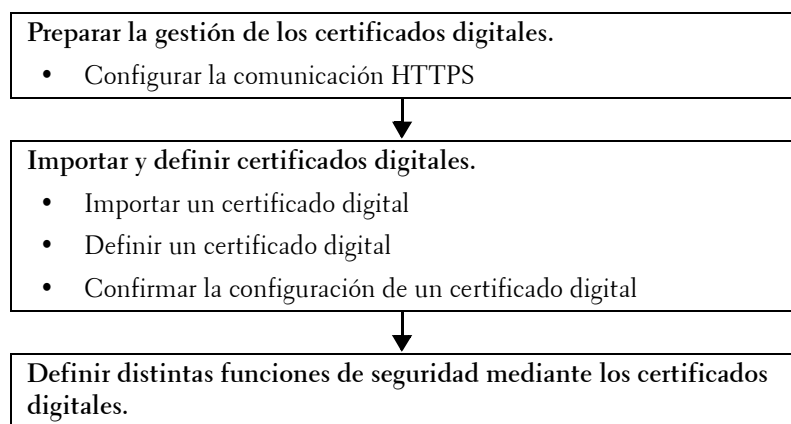 Preparar la gestión de los certificados digitales.
• Configurar la comunicación HTTPS
Importar y definir certificados digitales.
• Importar un certificado digital
• Definir un certificado digital
• Confirmar la configuración de un certificado digital
Definir distintas funciones de seguridad mediante los certificados
digitales.